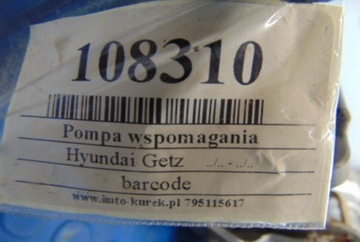 108310
Pompa wspomagania
Hyundai Getz ../.. - ../..
barcode
www.auto-kurek.pl 795115617